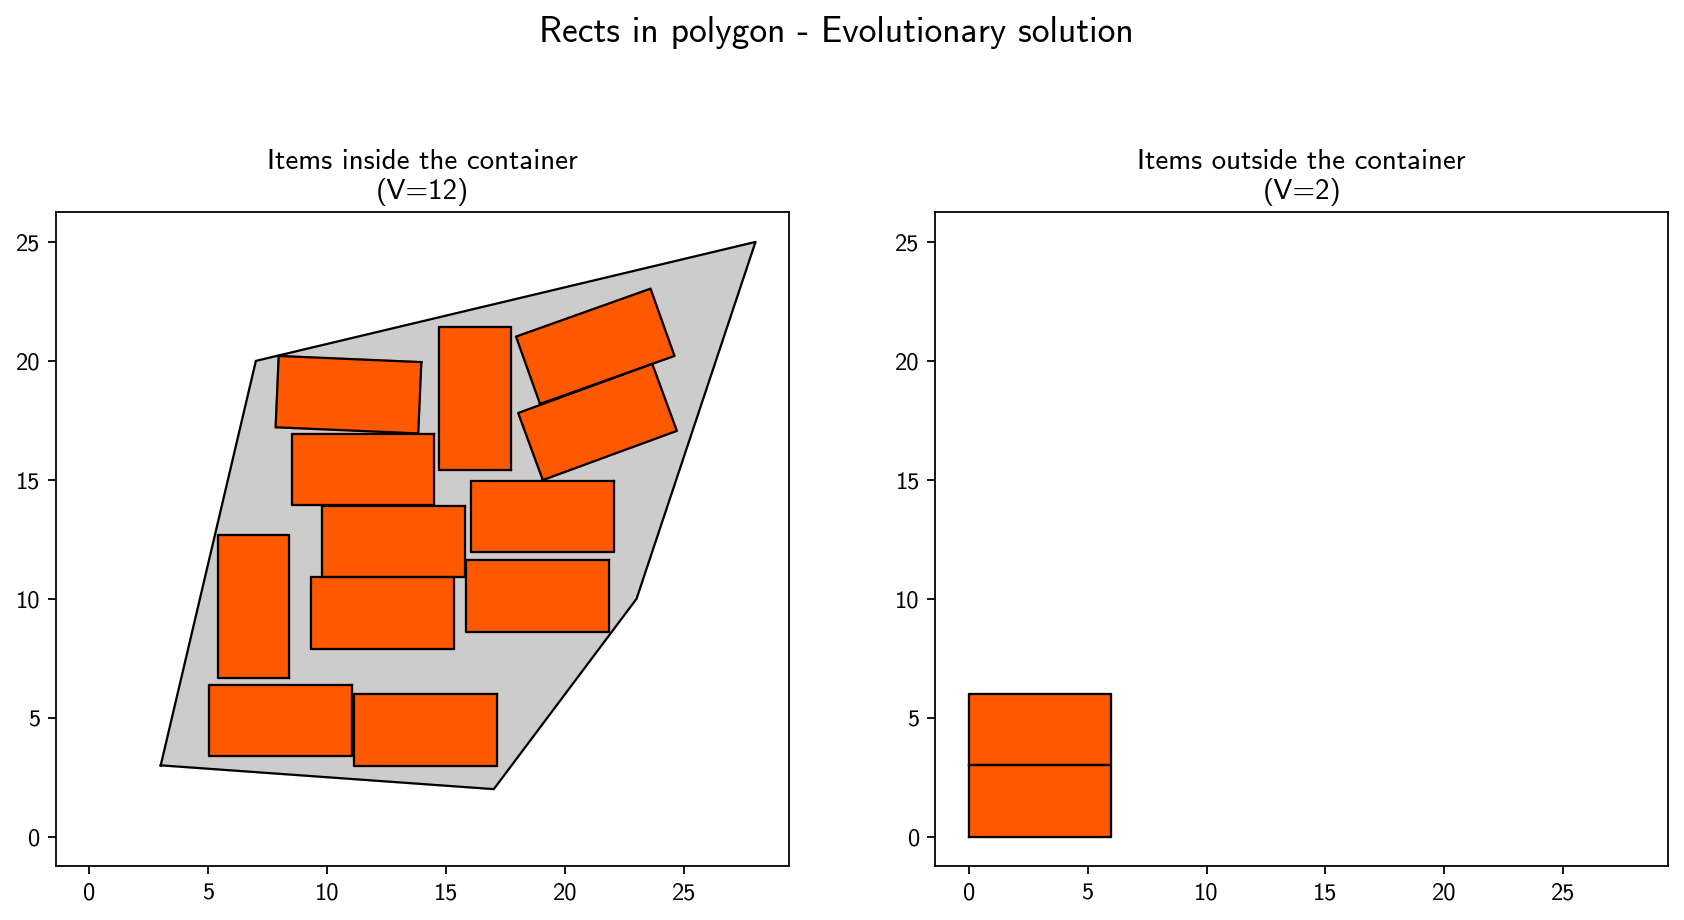 Rects in polygon - Evolutionary solution
Items inside the container
(V=12)
25
20
15
10
5
0
0 5 10 15 20 25
Items outside the container
(V=2)
25
20
15
10
5
0
0 5 10 15 20 25